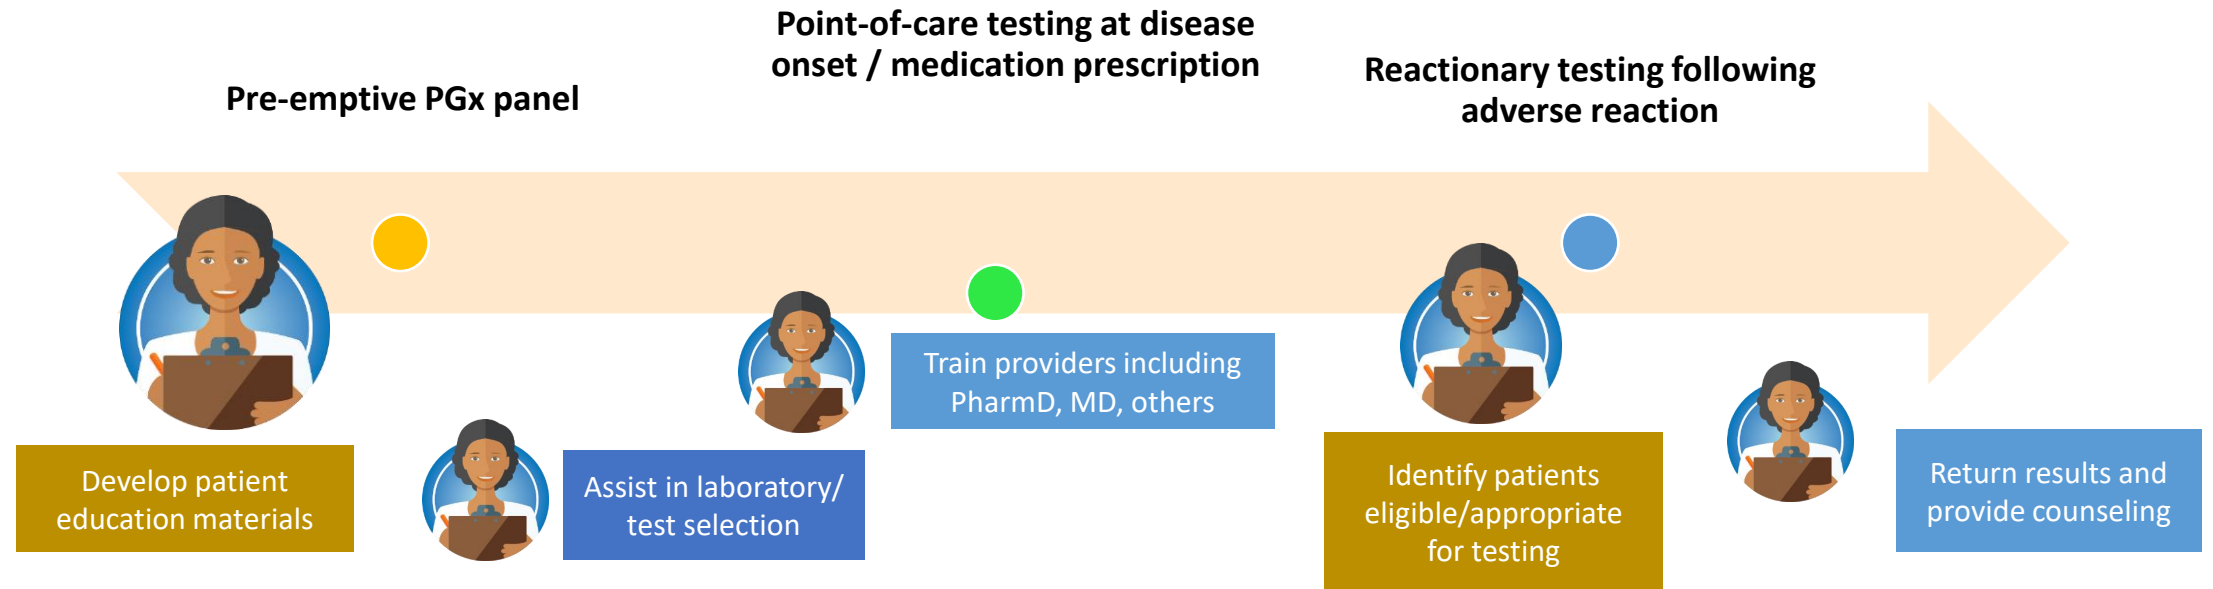 Point-of-care testing at disease
onset / medication prescription
Pre-emptive PGx panel
Reactionary testing following
adverse reaction
Develop patient
education materials
Assist in laboratory/
test selection
Train providers including
PharmD, MD, others
Identify patients
eligible/appropriate
for testing
Return results and
provide counseling